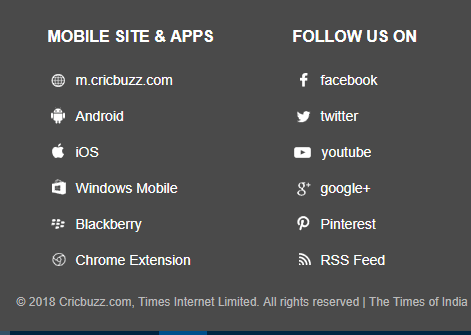 MOBILE SITE & APPS
m.cricbuzz.com
Android
iOS
Windows Mobile
Blackberry
Chrome Extension
FOLLOW US ON
facebook
twitter
youtube
google+
Pinterest
RSS Feed
© 2018 Cricbuzz.com, Times Internet Limited. All rights reserved | The Times of India